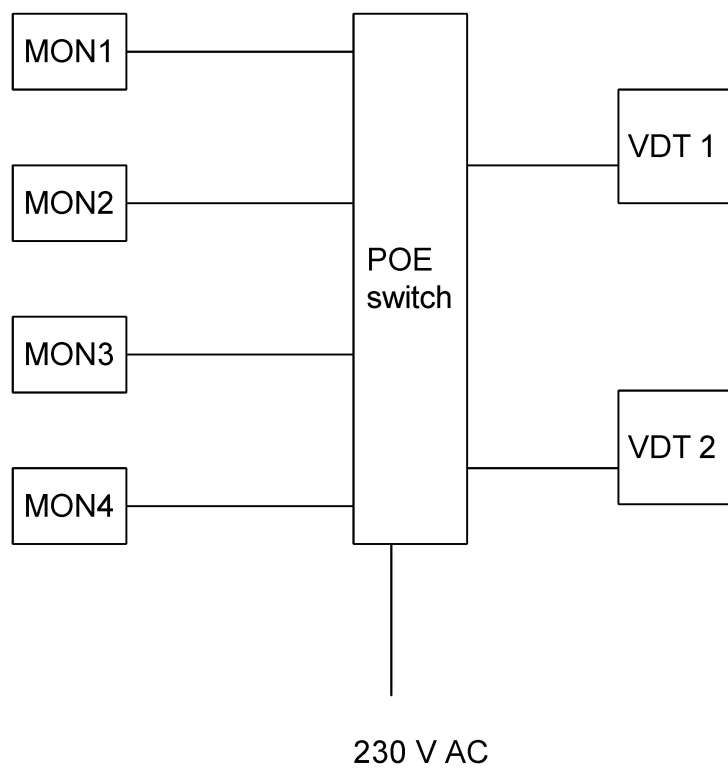 MON1
MON2
MON3
MON4
POE
switch
VDT 1
VDT 2
230 V AC